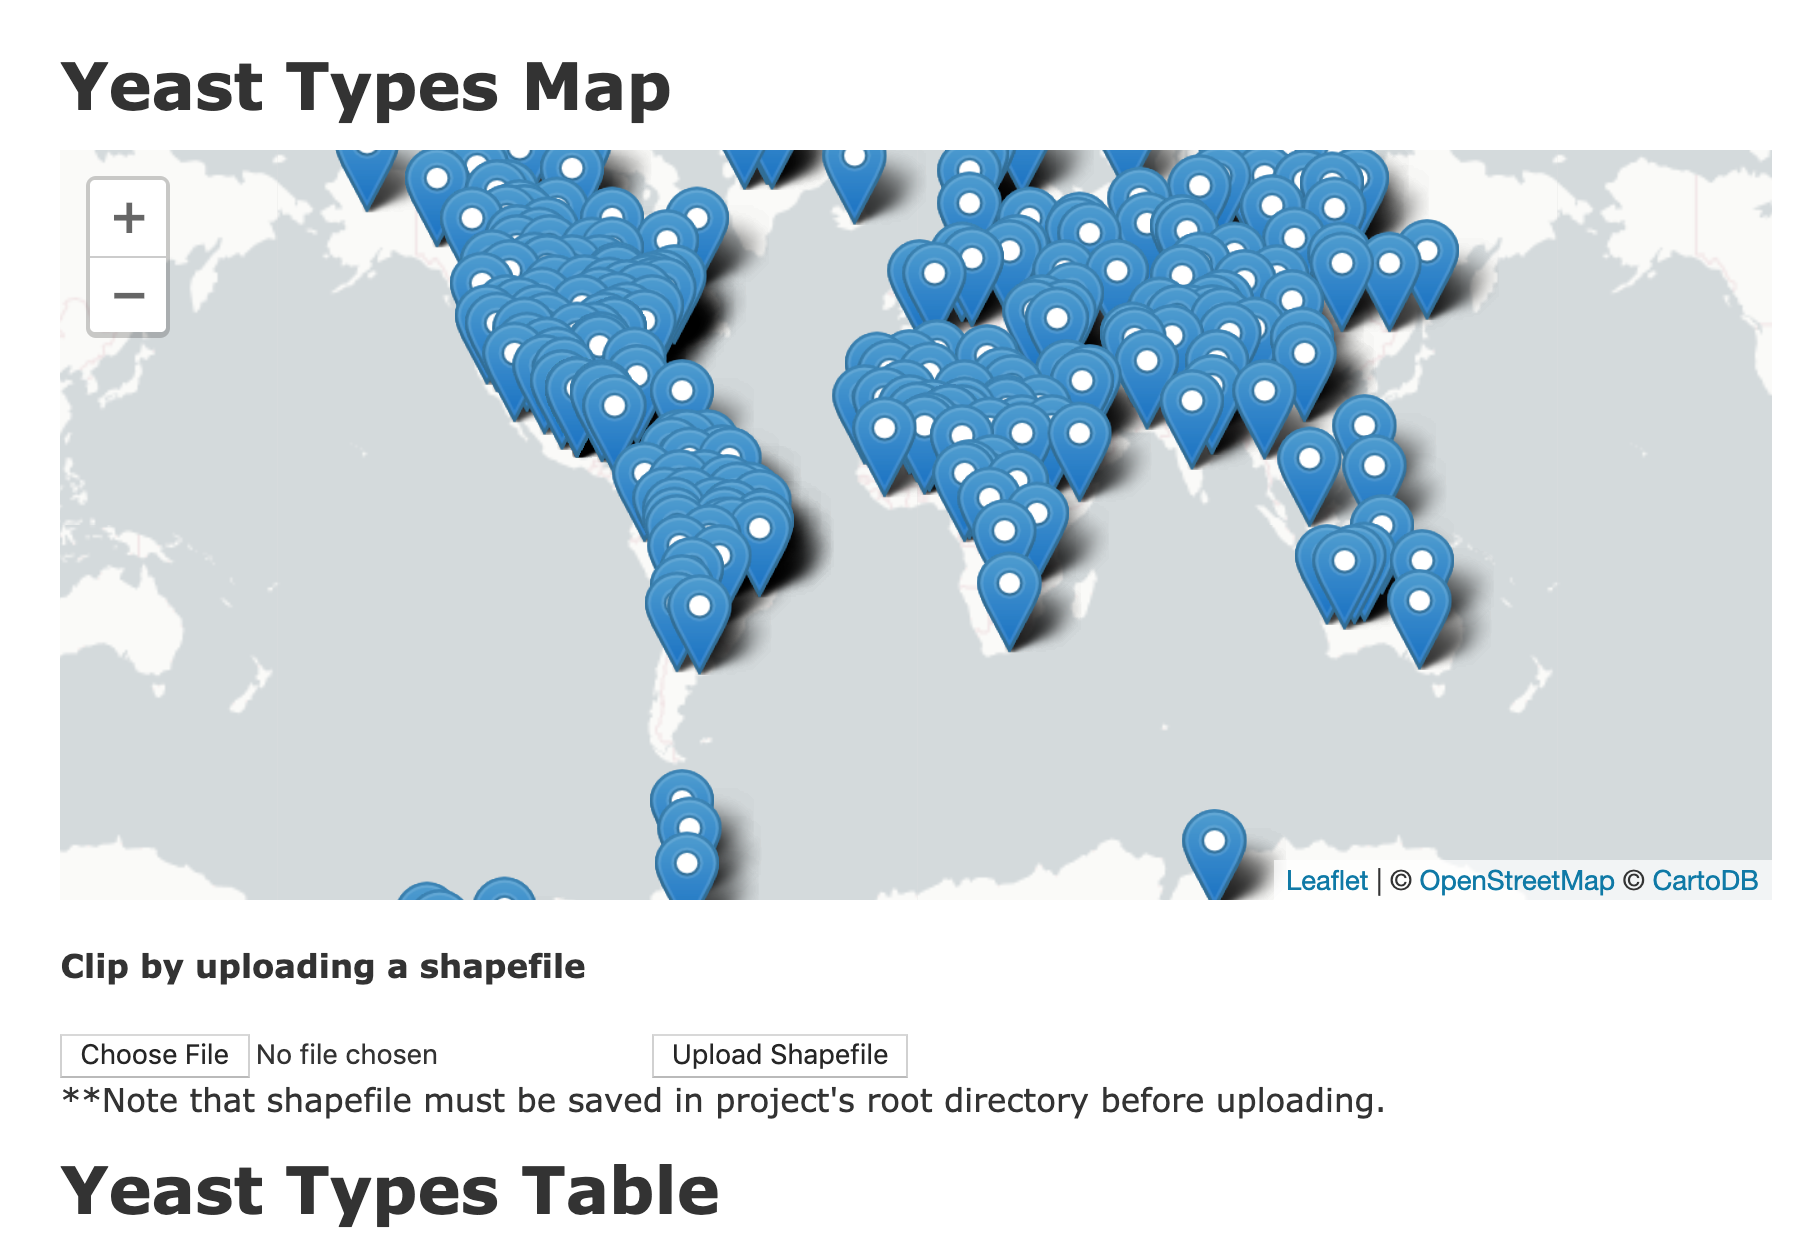 Yeast Types Map
+
−
Leaflet | © OpenStreetMap © CartoDB
Clip by uploading a shapefile
Choose File No file chosen Upload Shapefile
**Note that shapefile must be saved in project's root directory before uploading.
Yeast Types Table